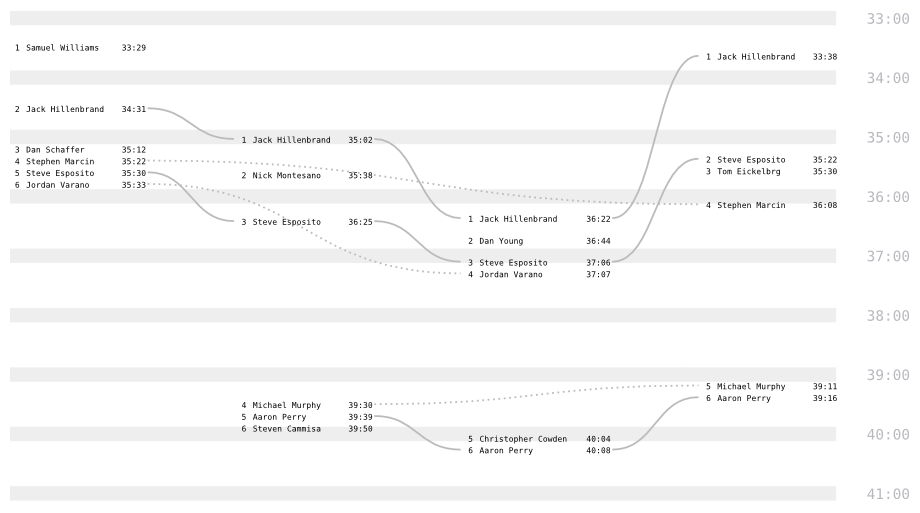 33:00
1 Samuel Williams 33:29
1 Jack Hillenbrand 33:38
34:00
2 Jack Hillenbrand 34:31
35:00
1 Jack Hillenbrand 35:02
3 Dan Schaffer 35:12
4 Stephen Marcin 35:22
2 Steve Esposito 35:22
5 Steve Esposito 35:30
2 Nick Montesano 35:38
3 Tom Eickelbrg 35:30
6 Jordan Varano 35:33
36:00
4 Stephen Marcin 36:08
3 Steve Esposito 36:25
1 Jack Hillenbrand 36:22
2 Dan Young 36:44
37:00
3 Steve Esposito 37:06
4 Jordan Varano 37:07
38:00
39:00
5 Michael Murphy 39:11
6 Aaron Perry 39:16
4 Michael Murphy 39:30
5 Aaron Perry 39:39
6 Steven Cammisa 39:50
40:00
5 Christopher Cowden 40:04
6 Aaron Perry 40:08
41:00